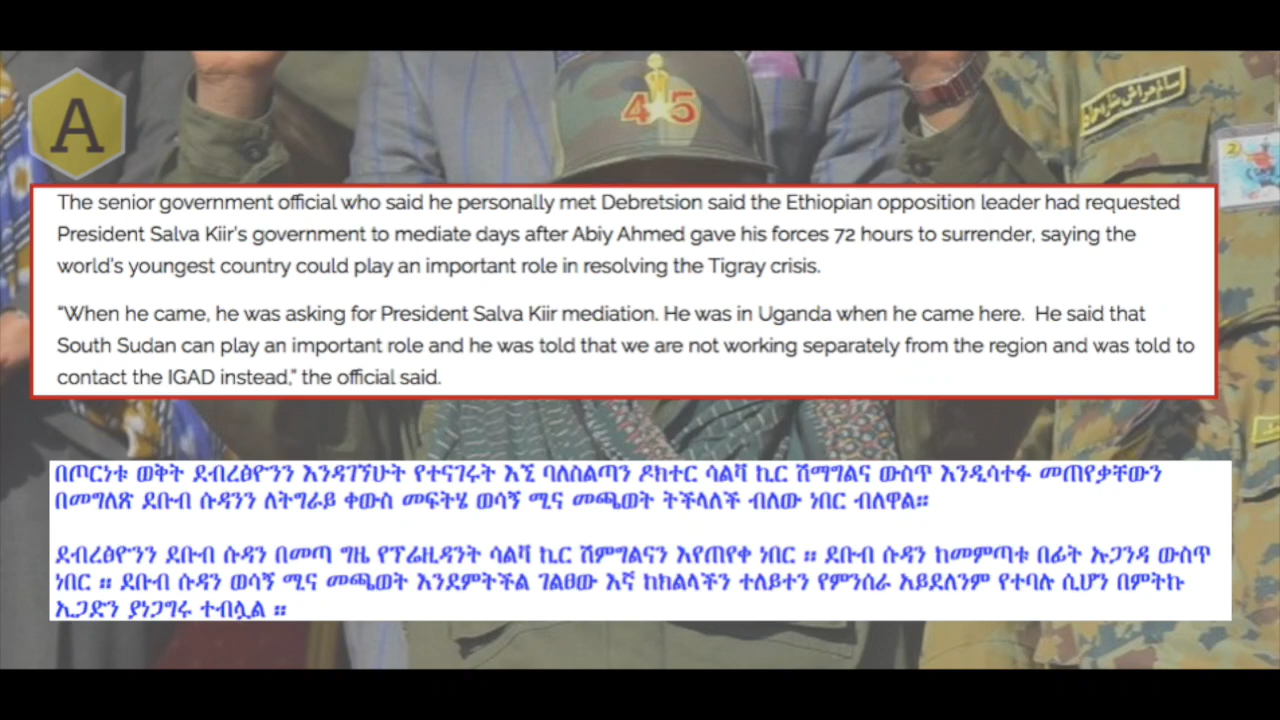 A
45
The senior government official who said he personally met Debretsion said the Ethiopian opposition leader had requested
President Salva Kiir's government to mediate days after Abiy Ahmed gave his forces 72 hours to surrender, saying the
world's youngest country could play an important role in resolving the Tigray crisis.
“When he came, he was asking for President Salva Kiir mediation. He was in Uganda when he came here. He said that
South Sudan can play an important role and he was told that we are not working separately from the region and was told to
contact the IGAD instead,” the official said.
በጦርነቱ ወቅት ደብረፅዮንን እንዳገኘሁት የተናገሩት እኚ ባለስልጣን ዶክተር ሳልቫ ኪር ሽማግልና ውስጥ እንዲሳተፉ መጠየቃቸውን
በመግለጽ ደቡብ ሱዳንን ለትግራይ ቀውስ መፍትሄ ወሳኝ ሚና መጫወት ትችላለች ብለው ነበር ብለዋል።
ደብረፅዮንን ደቡብ ሱዳን በመጣ ግዜ የፕሬዚዳንት ሳልቫ ኪር ሽምግልናን እየጠየቀ ነበር ። ደቡብ ሱዳን ከመምጣቱ በፊት ኡጋንዳ ውስጥ
ነበር ። ደቡብ ሱዳን ወሳኝ ሚና መጫወት እንደምትችል ገልፀው እኛ ከክልላችን ተለይተን የምንሰራ አይደለንም የተባሉ ሲሆን በምትኩ
ኢጋድን ያነጋግሩ ተብሏል ።